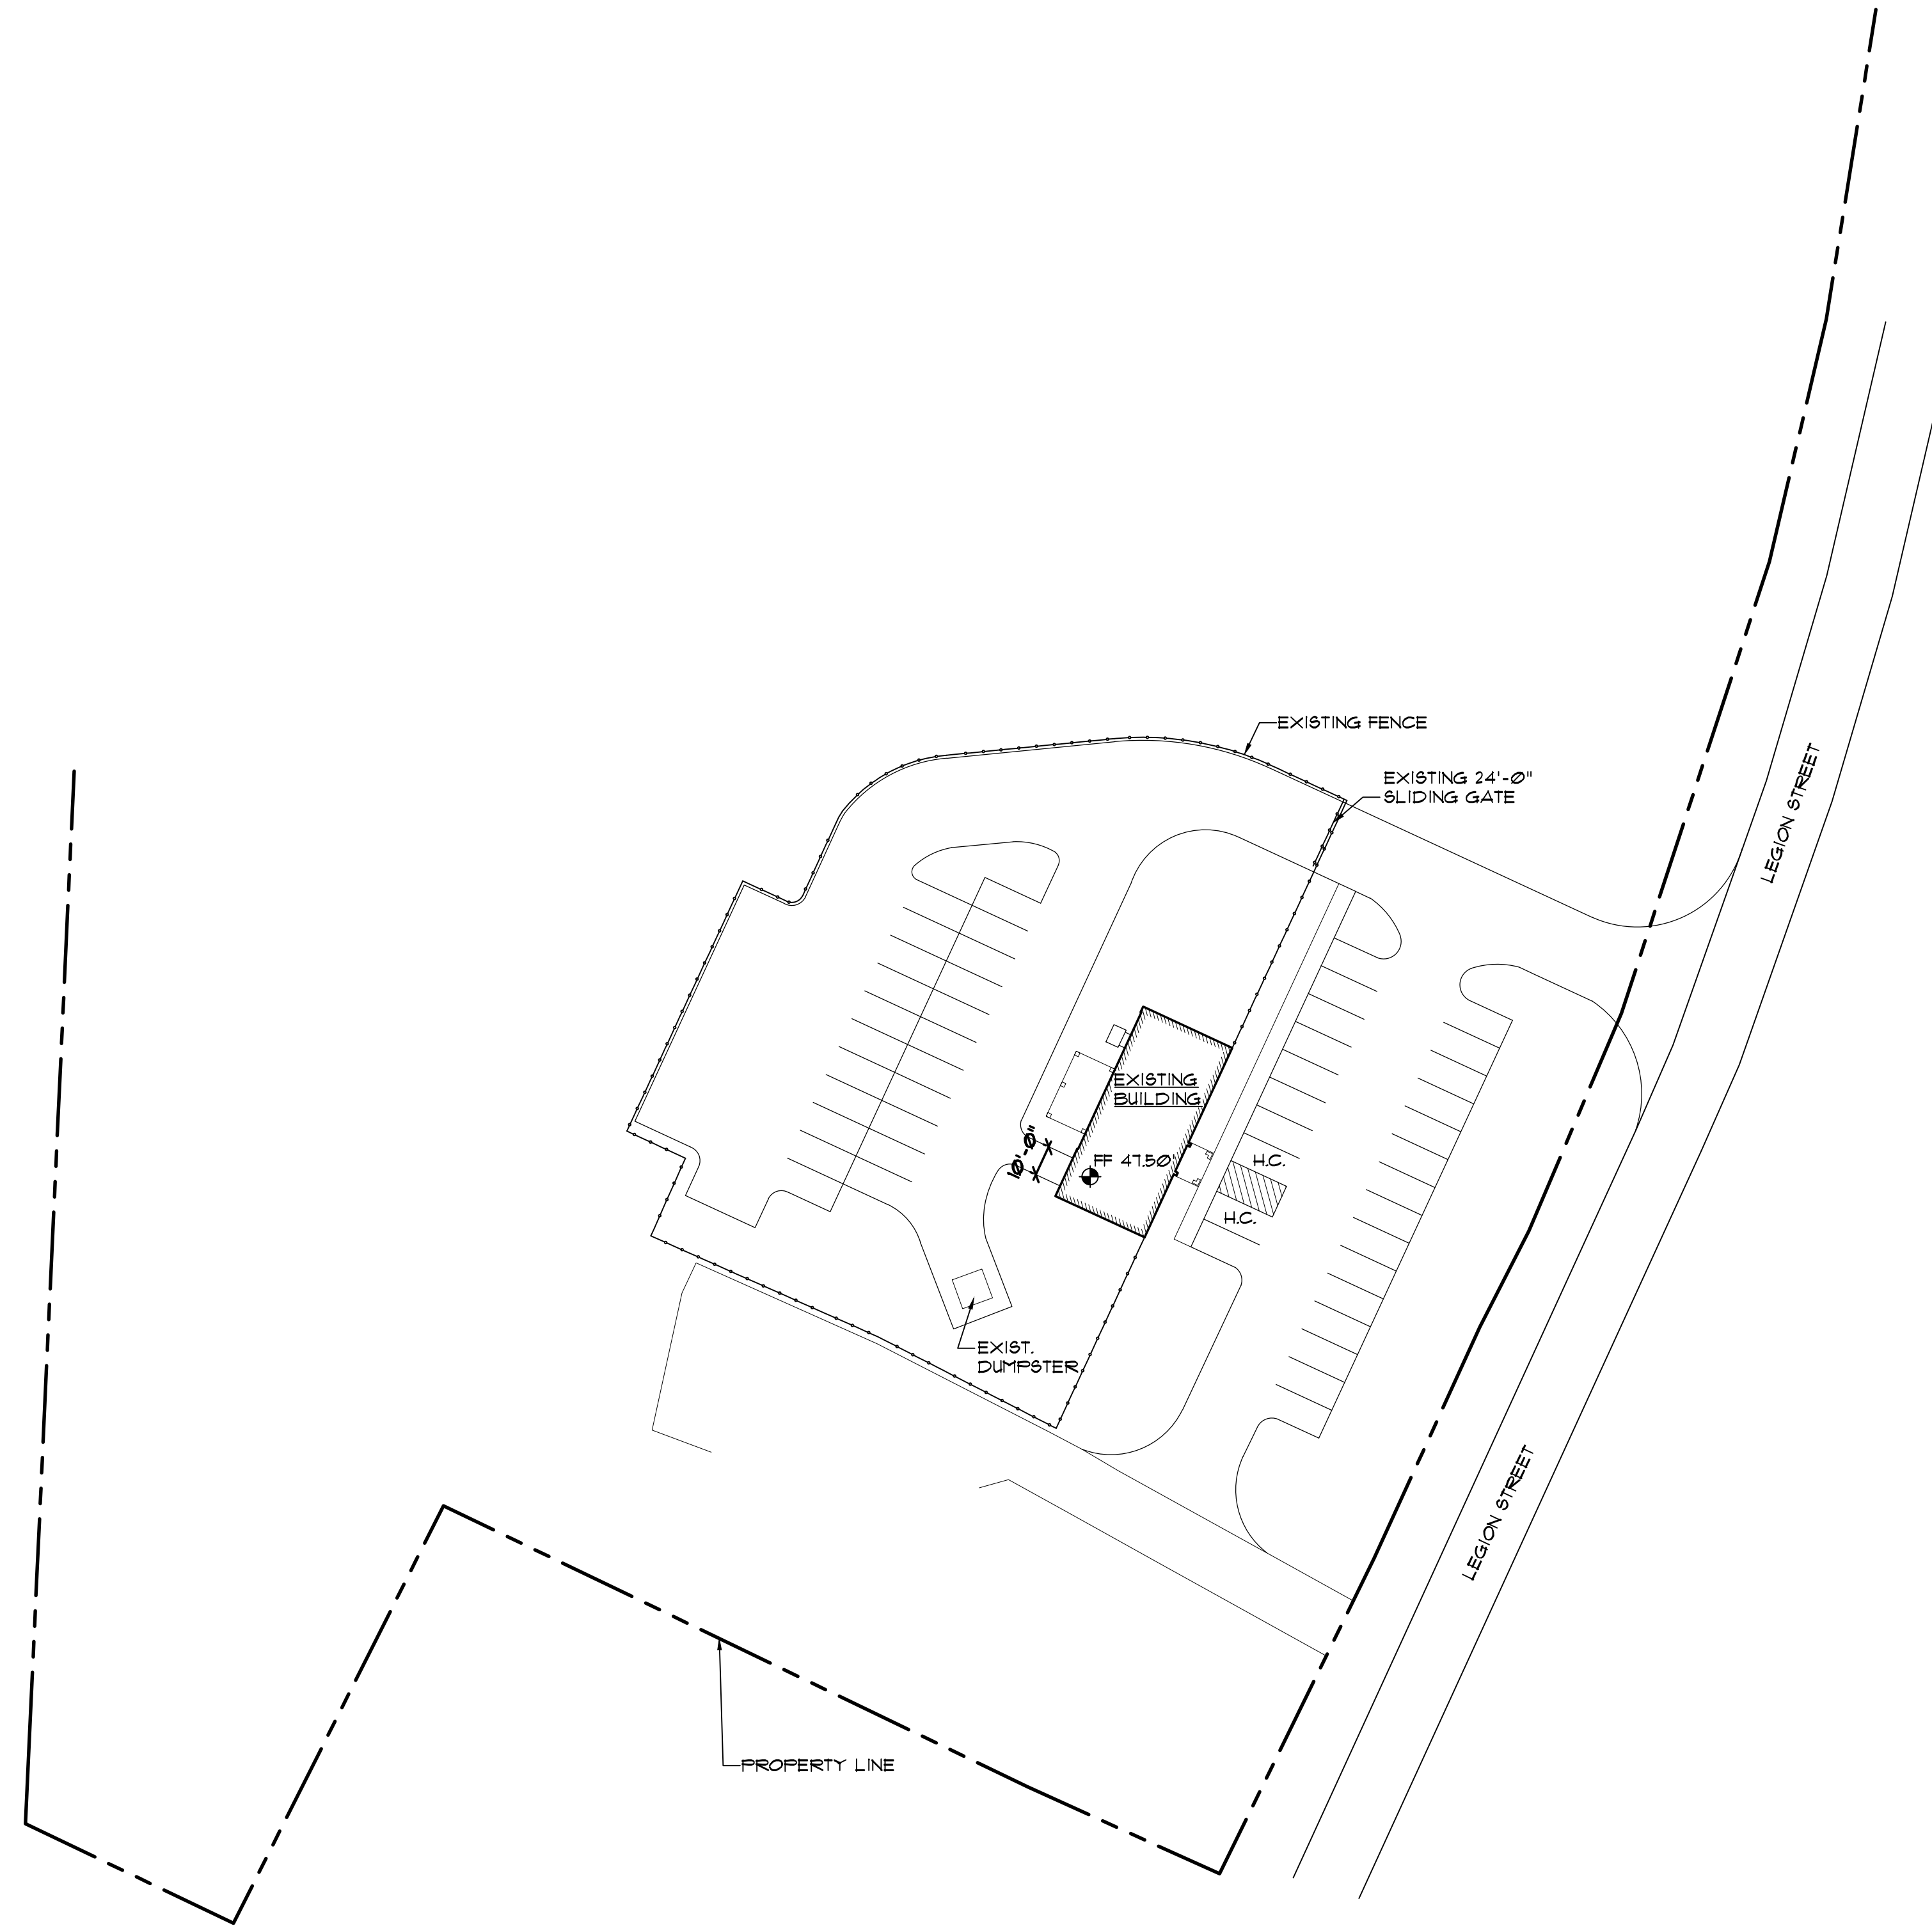 EXISTING FENCE
EXISTING 24'-0"
SLIDING GATE
LEGION STREET
EXISTING
BUILDING
10'-0"
FF 47.50'
H.C.
H.C.
EXIST.
DUMPSTER
LEGION STREET
PROPERTY LINE